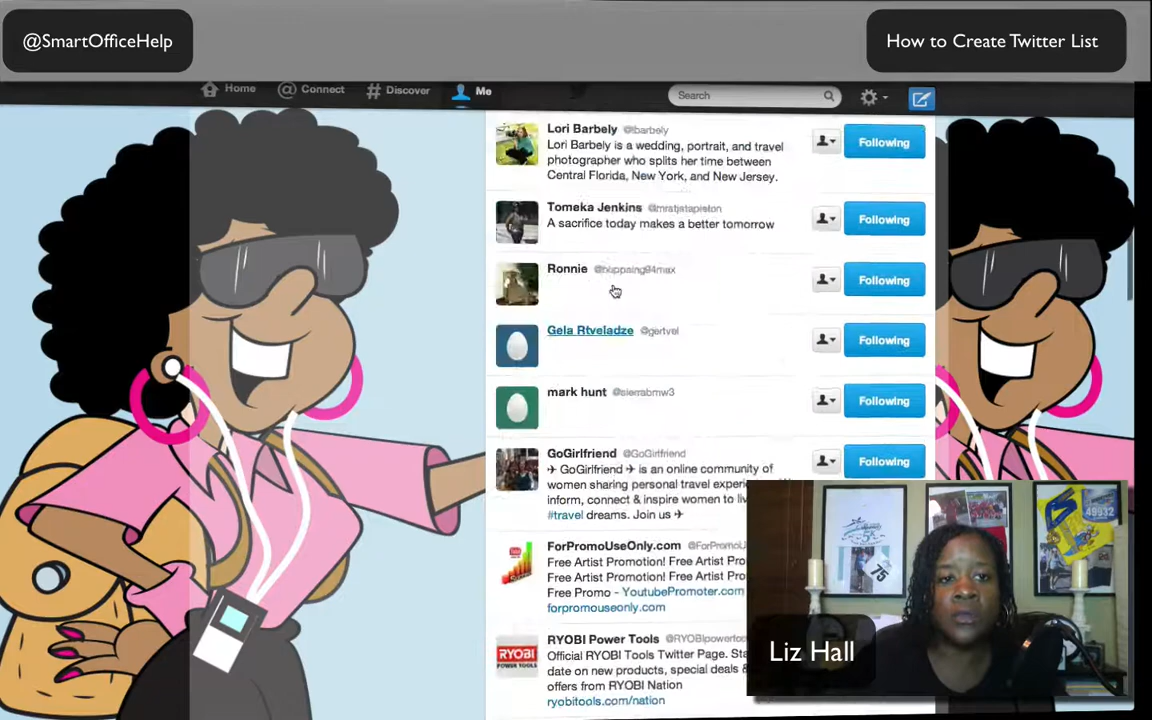 @SmartOfficeHelp
How to Create Twitter List
Home
@ Connect
# Discover
Me
Search
Lori Barbely @lbarbely
Following
Lori Barbely is a wedding, portrait, and travel
photographer who splits her time between
Central Florida, New York, and New Jersey.
Tomeka Jenkins
Following
A sacrifice today makes a better tomorrow
Ronnie
Following
Gela Rtveladze @gertvel
Following
mark hunt @sierrabmw3
Following
GoGirlfriend @GoGirlfriend
Following
✈ GoGirlfriend ✈ is an online community of
women sharing personal travel
inform, connect & inspire women to
#travel dreams. Join us ✈
ForPromoUseOnly.com
Free Artist Promotion! Free Artist
Free Artist Promotion! Free Artist
Free Promo - YoutubePromoter.com
forpromouseonly.com
RYOBI Power Tools
Official RYOBI Tools Twitter Page.
date on new products, special deals &
offers from RYOBI Nation
ryobitools.com/nation
RYOBI
POWER TOOLS
75
49932
Liz Hall